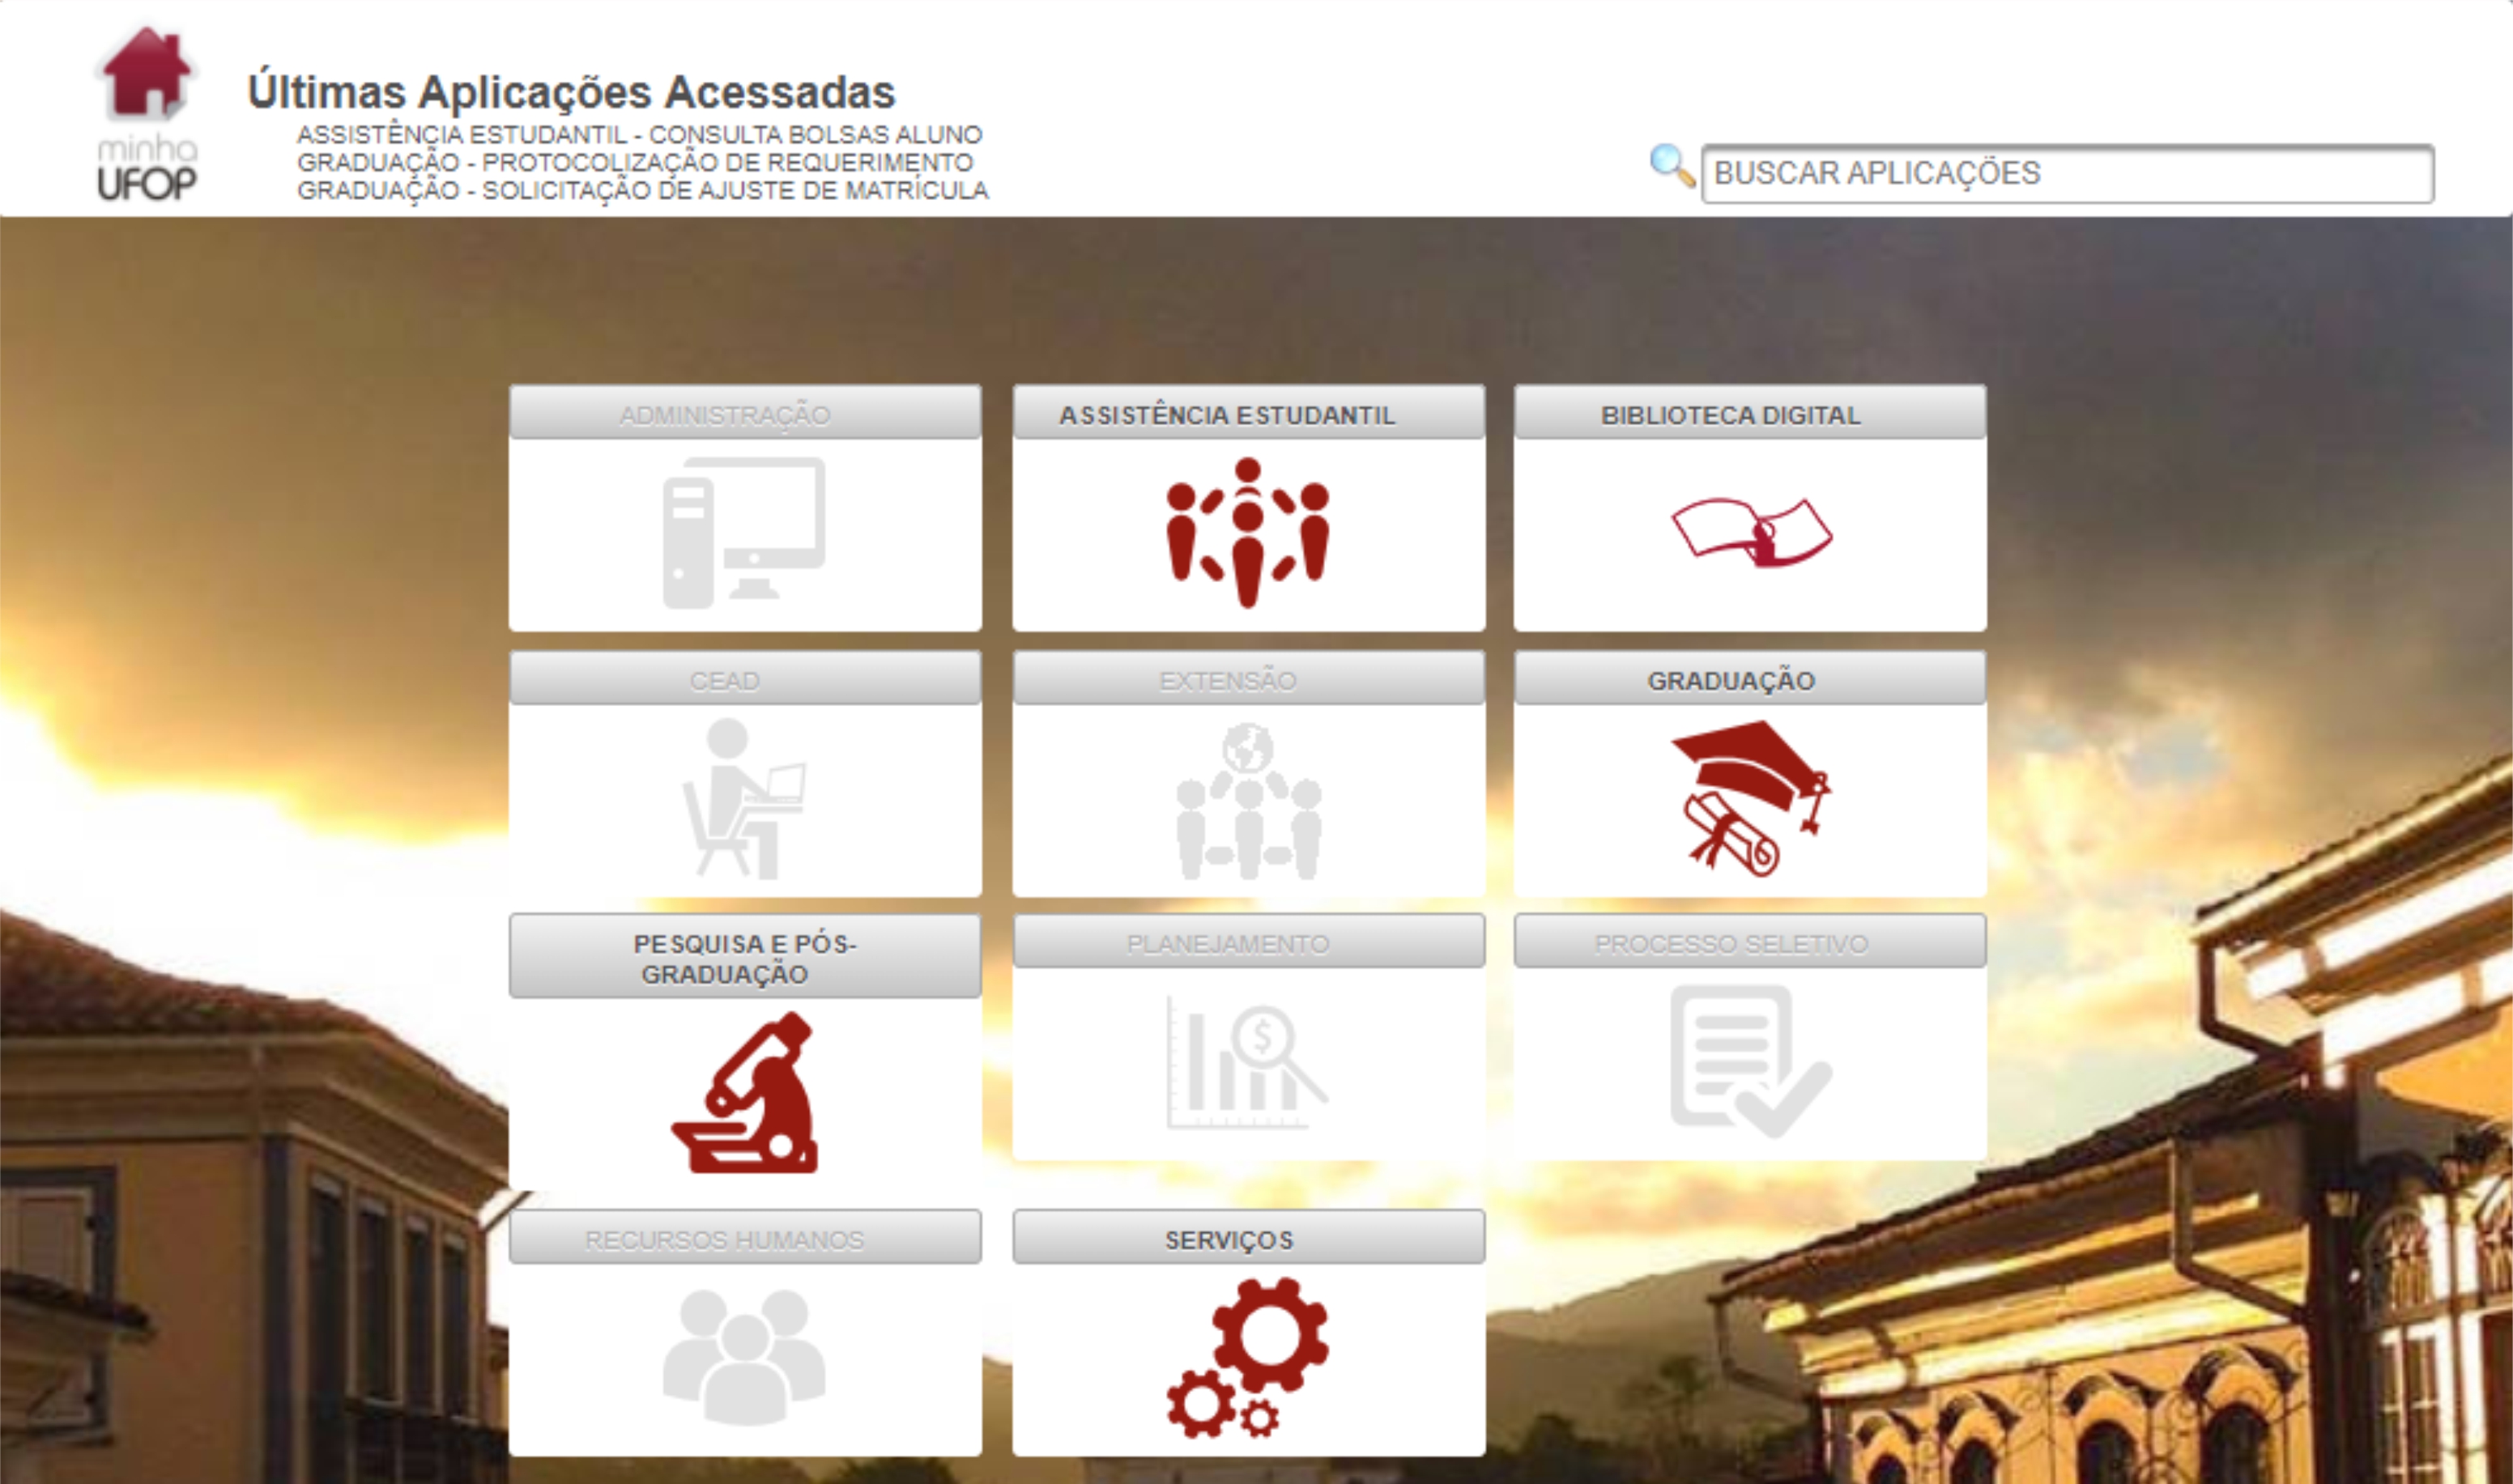 minha
UFOP
Últimas Aplicações Acessadas
ASSISTÊNCIA ESTUDANTIL - CONSULTA BOLSAS ALUNO
GRADUAÇÃO - PROTOCOLIZAÇÃO DE REQUERIMENTO
GRADUAÇÃO - SOLICITAÇÃO DE AJUSTE DE MATRÍCULA
BUSCAR APLICAÇÕES
ADMINISTRAÇÃO
ASSISTÊNCIA ESTUDANTIL
BIBLIOTECA DIGITAL
CEAD
EXTENSÃO
GRADUAÇÃO
PESQUISA E PÓS-
GRADUAÇÃO
PLANEJAMENTO
$
PROCESSO SELETIVO
RECURSOS HUMANOS
SERVIÇOS